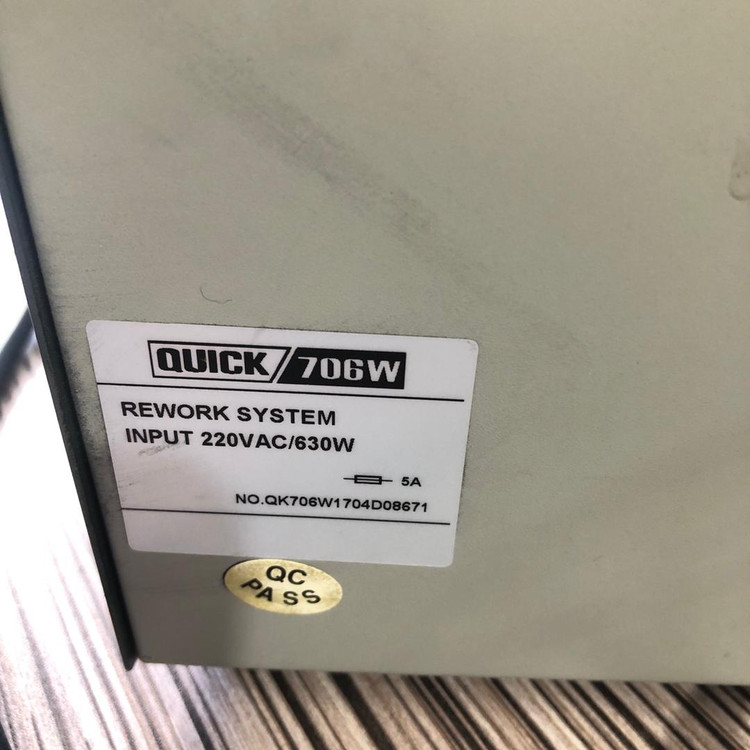 QUICK/706W
REWORK SYSTEM
INPUT 220VAC/630W
5A
NO.QK706W1704D08671
QC
PASS